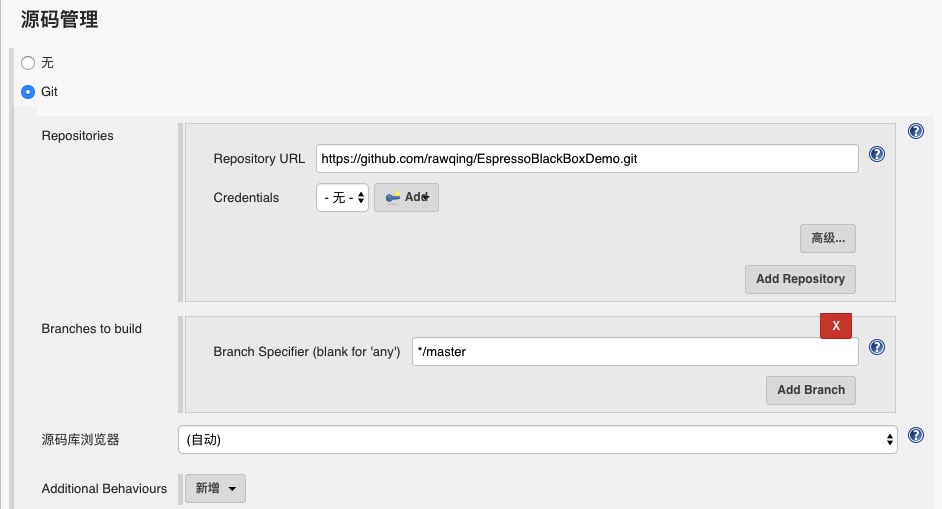 源码管理
无
Git
Repositories
Repository URL https://github.com/rawqing/EspressoBlackBoxDemo.git
Credentials - 无 - Add
高级...
Add Repository
Branches to build
X
Branch Specifier (blank for 'any') */master
Add Branch
源码库浏览器 (自动)
Additional Behaviours 新增